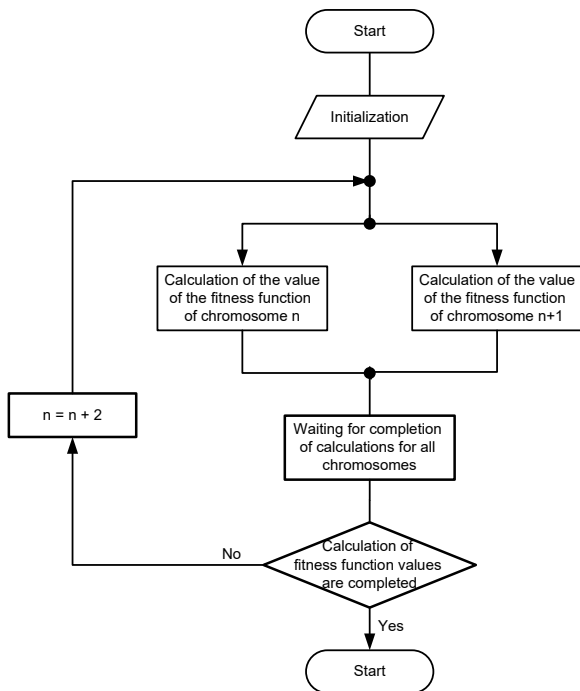 Start
Initialization
Calculation of the value
of the fitness function
of chromosome n
Calculation of the value
of the fitness function
of chromosome n+1
n = n + 2
Waiting for completion
of calculations for all
chromosomes
No
Calculation of
fitness function values
are completed
Yes
Start